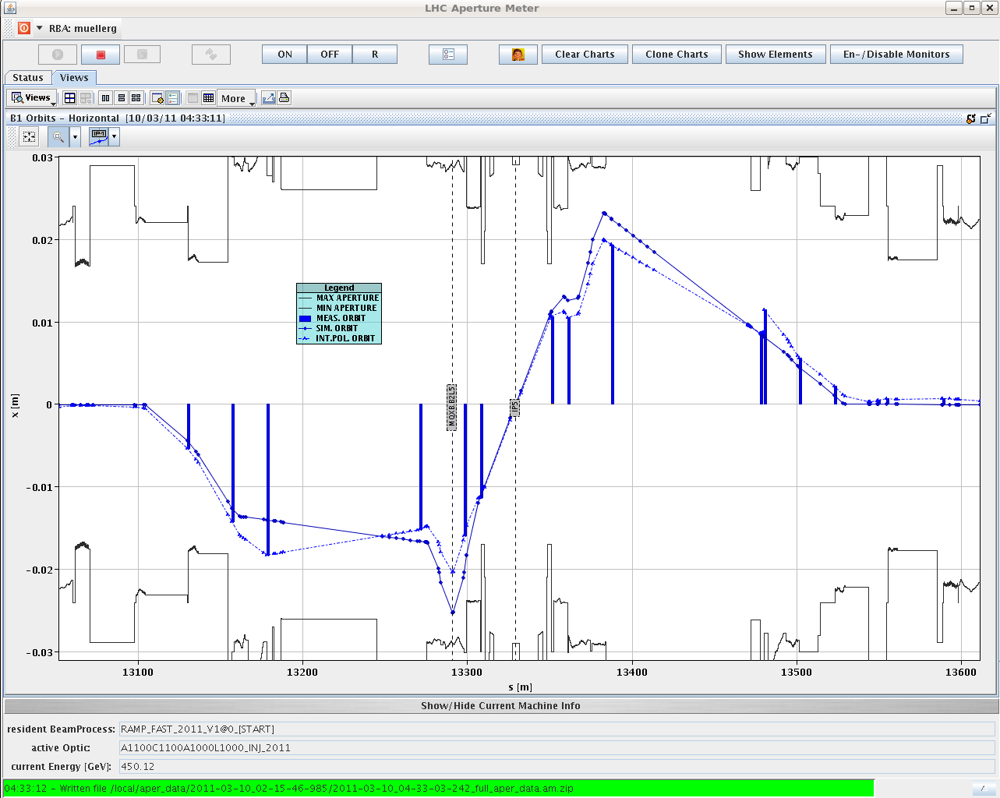 LHC Aperture Meter
RBA: muellerg
ON OFF R Clear Charts Clone Charts Show Elements En-/Disable Monitors
Status Views
Views More
B1 Orbits - Horizontal [10/03/11 04:33:11]
IP4
0.03
0.02
0.01
0
-0.01
-0.02
-0.03
x [m]
Legend
MAX APERTURE
MIN APERTURE
MEAS. ORBIT
SIM. ORBIT
INT.POL. ORBIT
MQXB.B2L5
IP5
13100 13200 13300 13400 13500 13600
s [m]
Show/Hide Current Machine Info
resident BeamProcess: RAMP_FAST_2011_V1@0_[START]
active Optic: A1100C1100A1000L1000_INJ_2011
current Energy [GeV]: 450.12
04:33:12 - Written file /local/aper_data/2011-03-10_02-15-46-985/2011-03-10_04-33-03-242_full_aper_data.am.zip